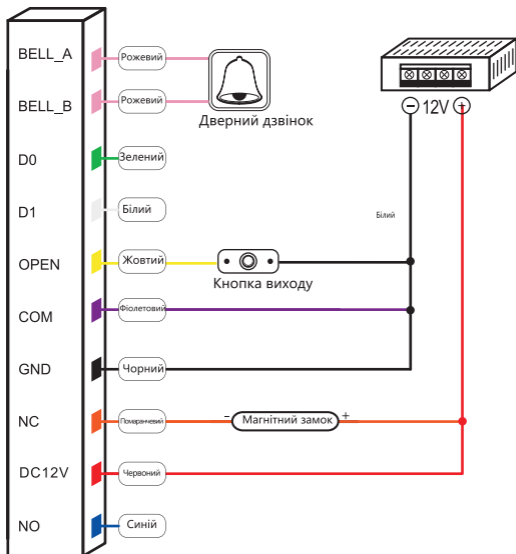 BELL_A Рожевий
BELL_B Рожевий
Дверний дзвінок
− 12V +
D0 Зелений
D1 Білий
Білий
OPEN Жовтий
Кнопка виходу
COM Фіолетовий
GND Чорний
NC Помаранчевий - Магнітний замок +
DC12V Червоний
NO Синій